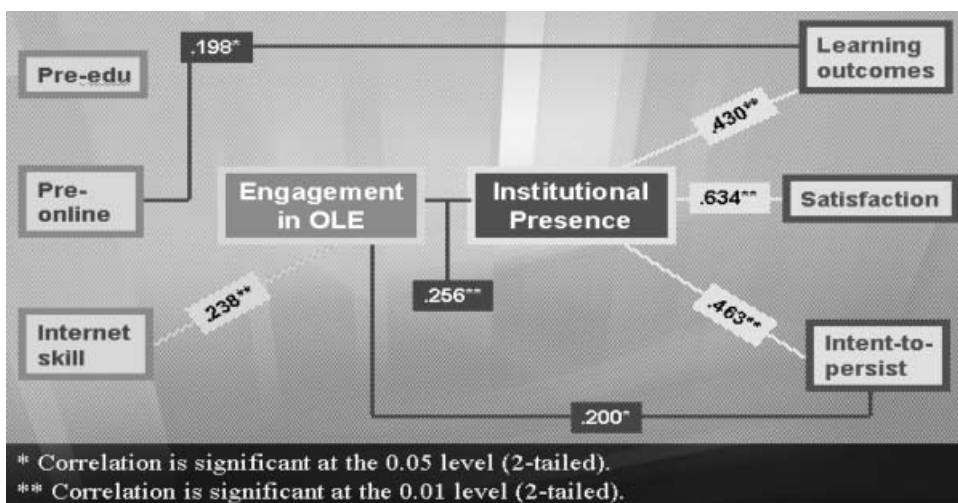 .198*
Learning
outcomes
Pre-edu
.430**
Pre-
online
Engagement
in OLE
Institutional
Presence
.634**
Satisfaction
.238**
.256**
.463**
Internet
skill
Intent-to-
persist
.200*
* Correlation is significant at the 0.05 level (2-tailed).
** Correlation is significant at the 0.01 level (2-tailed).